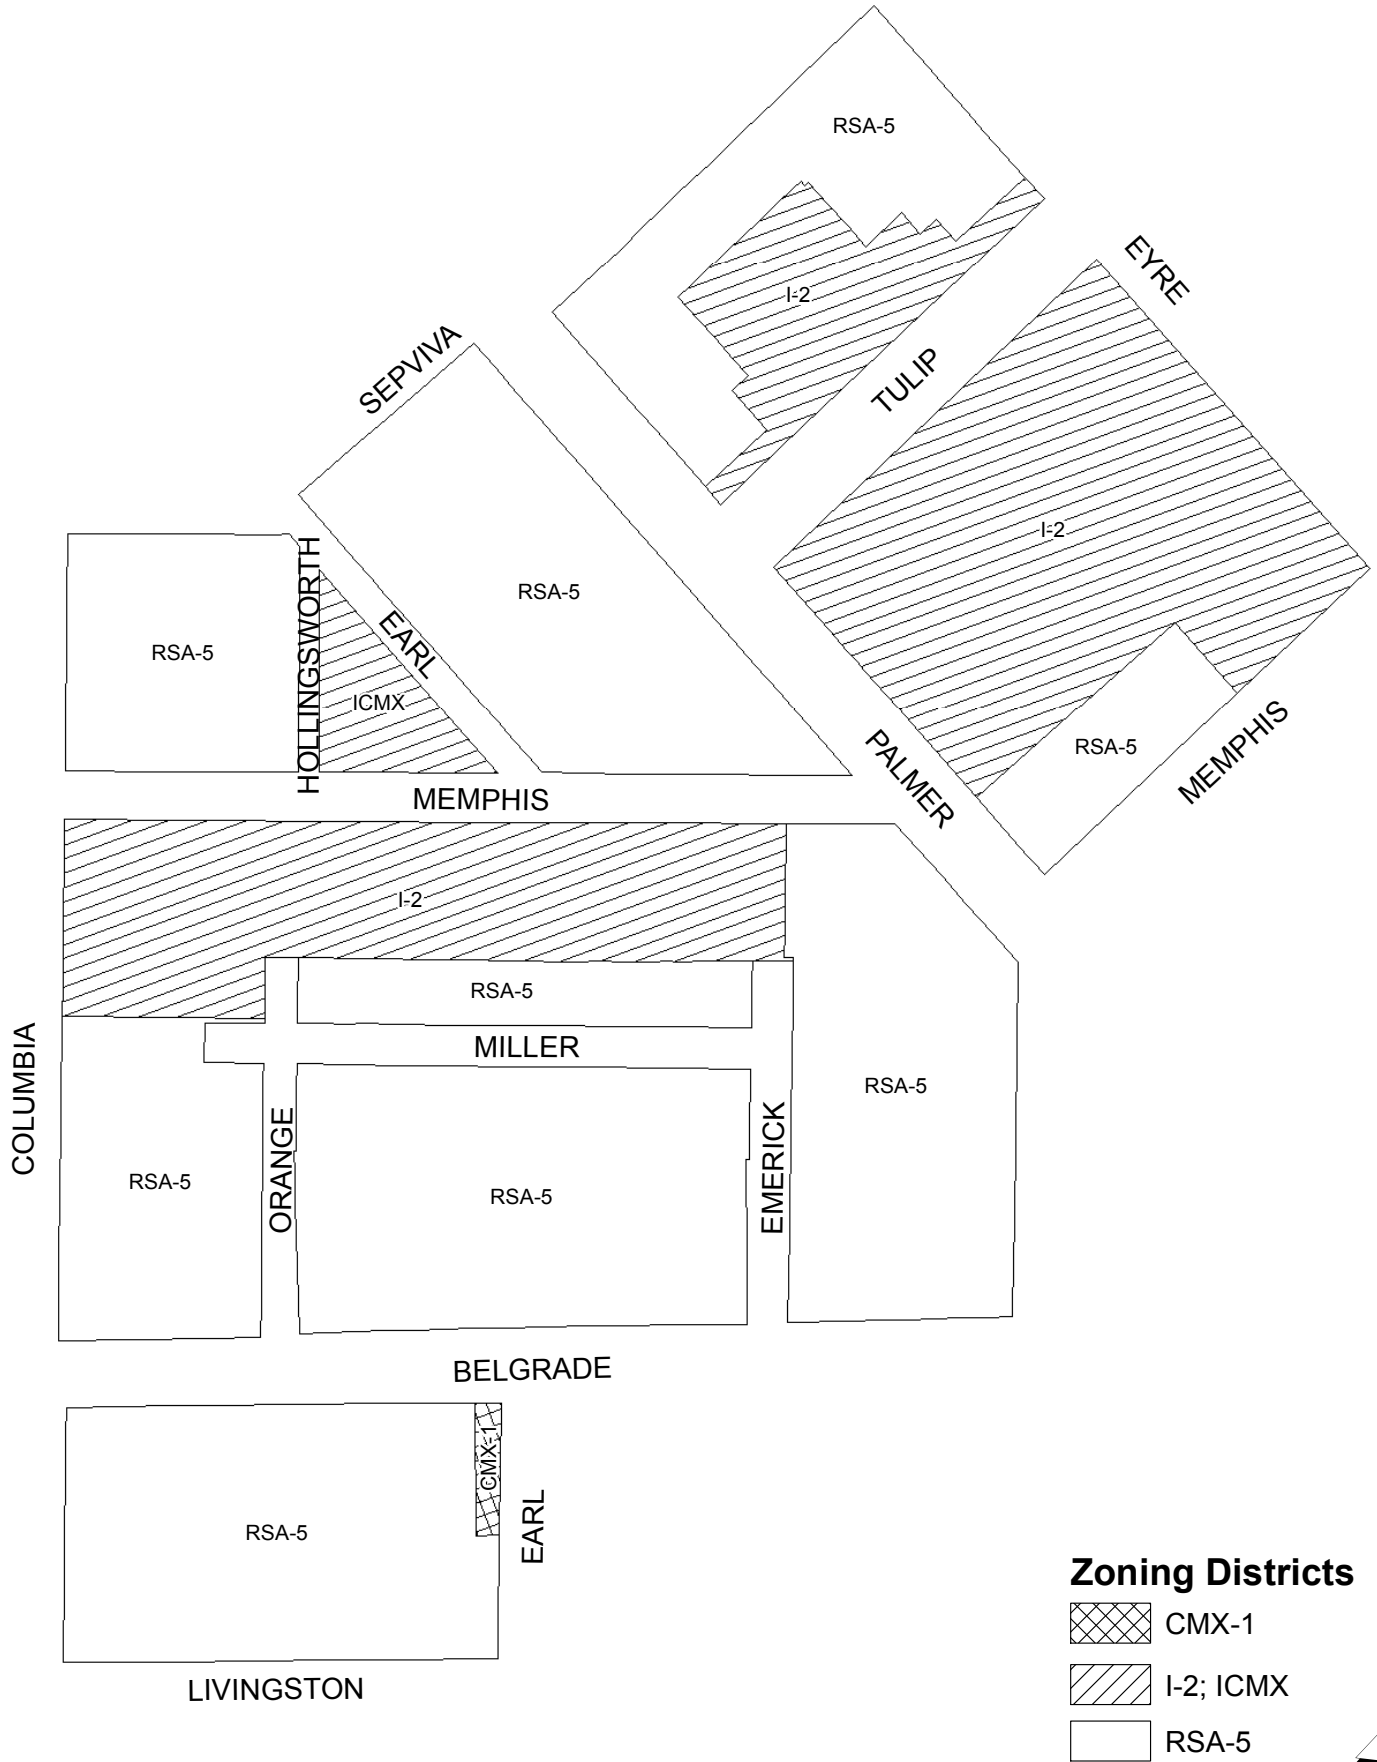 RSA-5
EYRE
I-2
SEPVIVA
TULIP
I-2
HOLLINGSWORTH
RSA-5
EARL
RSA-5
ICMX
PALMER
RSA-5
MEMPHIS
MEMPHIS
I-2
RSA-5
COLUMBIA
MILLER
RSA-5
ORANGE
EMERICK
RSA-5
RSA-5
BELGRADE
CMX-1
RSA-5
EARL
LIVINGSTON
Zoning Districts
CMX-1
I-2; ICMX
RSA-5